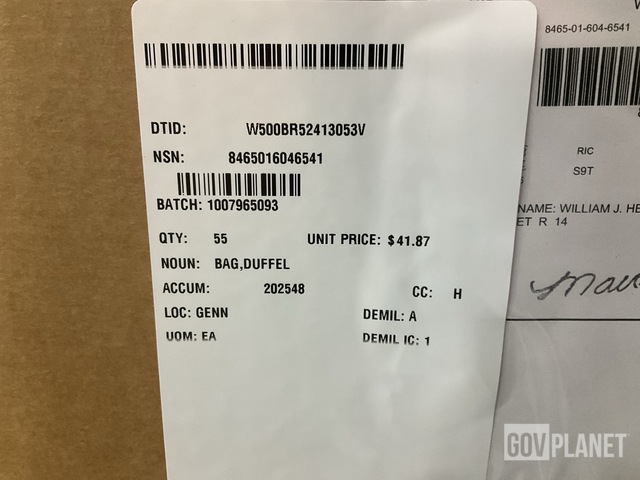 DTID: W500BR52413053V
NSN: 8465016046541
BATCH: 1007965093
QTY: 55 UNIT PRICE: $41.87
NOUN: BAG,DUFFEL
ACCUM: 202548 CC: H
LOC: GENN DEMIL: A
UOM: EA DEMIL IC: 1
8465-01-604-6541
RIC
S9T
NAME: WILLIAM J. HE
ET R 14
GOVPLANET